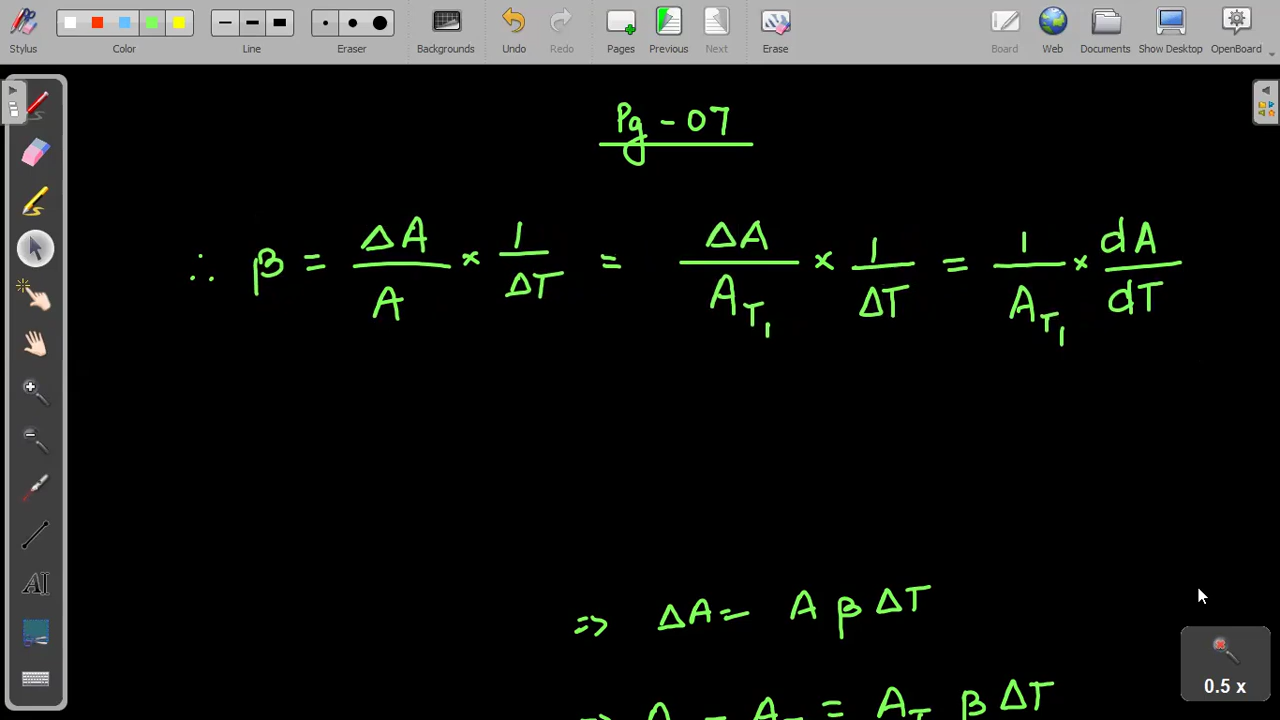 Stylus Color Line Eraser Backgrounds Undo Redo Pages Previous Next Erase Board Web Documents Show Desktop OpenBoard
Pg - 07
∴ β = ΔA/A × 1/ΔT = ΔA/A_T₁ × 1/ΔT = 1/A_T₁ × dA/dT
=> ΔA = A β ΔT
AI
0.5 x